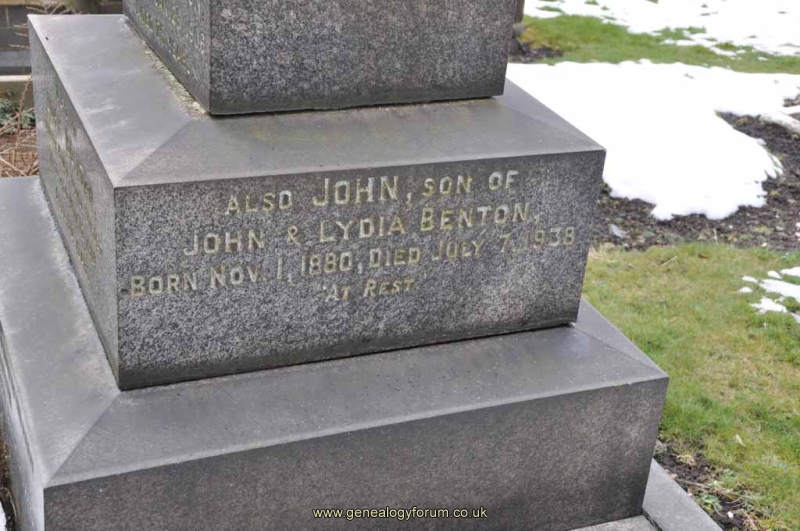 ALSO JOHN, SON OF
JOHN & LYDIA BENTON,
BORN NOV. 1, 1880, DIED JULY 7, 1938
"AT REST"
www.genealogyforum.co.uk